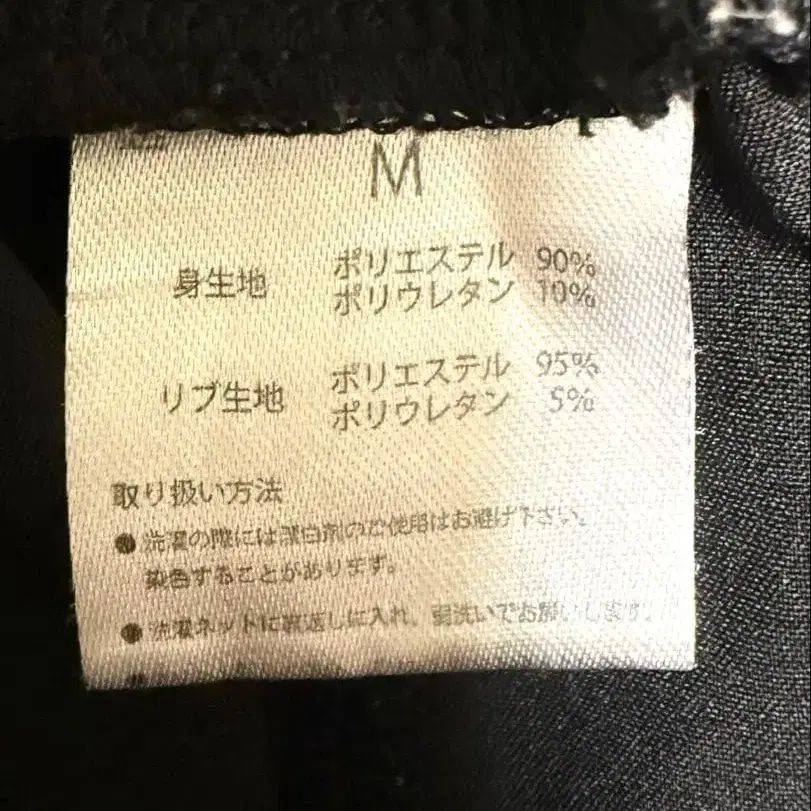 M
身生地 ポリエステル 90%
ポリウレタン 10%
リブ生地 ポリエステル 95%
ポリウレタン 5%
取り扱い方法
●洗濯の際には漂白剤のご使用はお避け下さい。
染色することがあります。
●洗濯ネットに裏返しに入れ、弱洗いでお願いします。